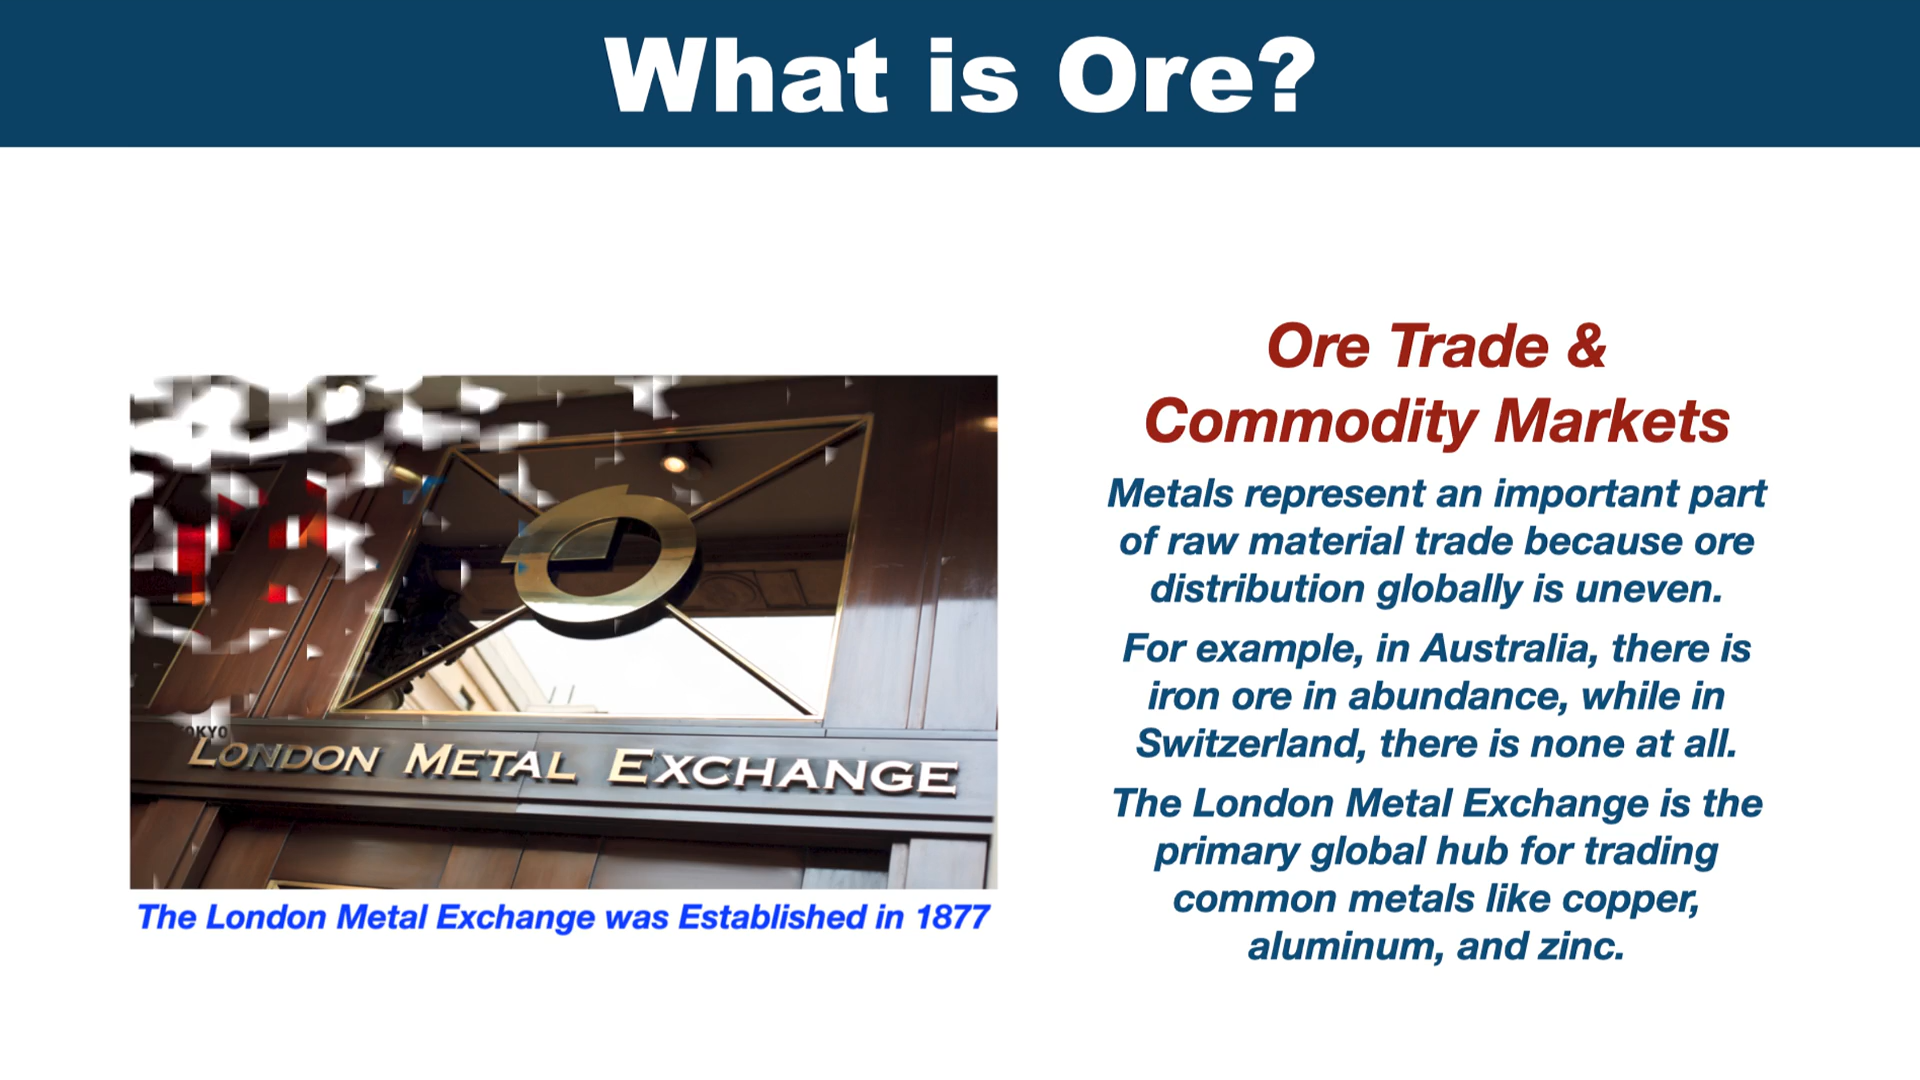 What is Ore?
LONDON METAL EXCHANGE
The London Metal Exchange was Established in 1877
Ore Trade &
Commodity Markets
Metals represent an important part
of raw material trade because ore
distribution globally is uneven.
For example, in Australia, there is
iron ore in abundance, while in
Switzerland, there is none at all.
The London Metal Exchange is the
primary global hub for trading
common metals like copper,
aluminum, and zinc.